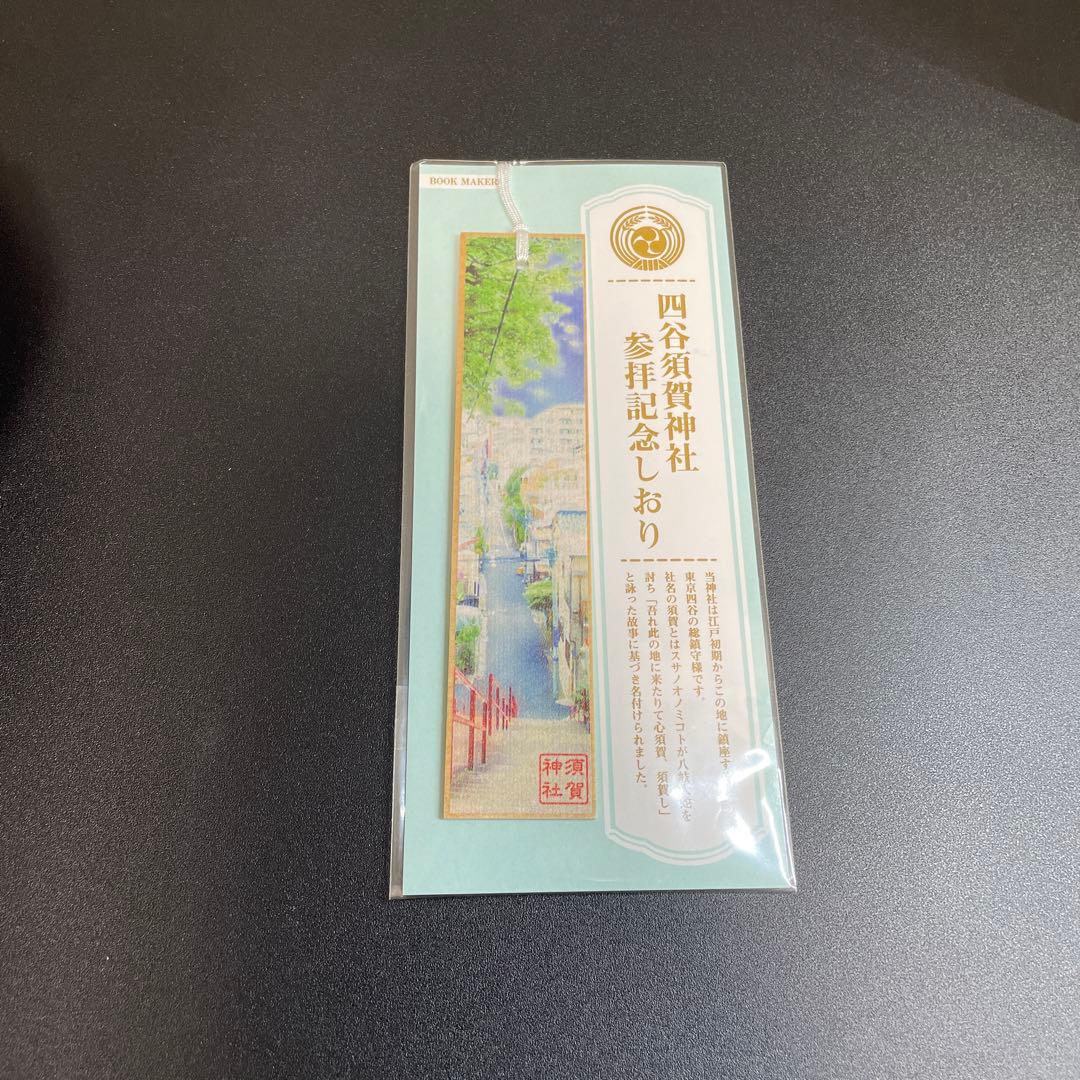 BOOK MAKER
四谷須賀神社
参拝記念しおり
当神社は江戸初期からこの地に鎮座す
東京四谷の総鎮守様です。
社名の須賀とはスサノオノミコトが八岐大蛇を
討ち「吾れ此の地に来たりて心須賀、須賀し」
と詠った故事に基づき名付けられました。
須賀
神社